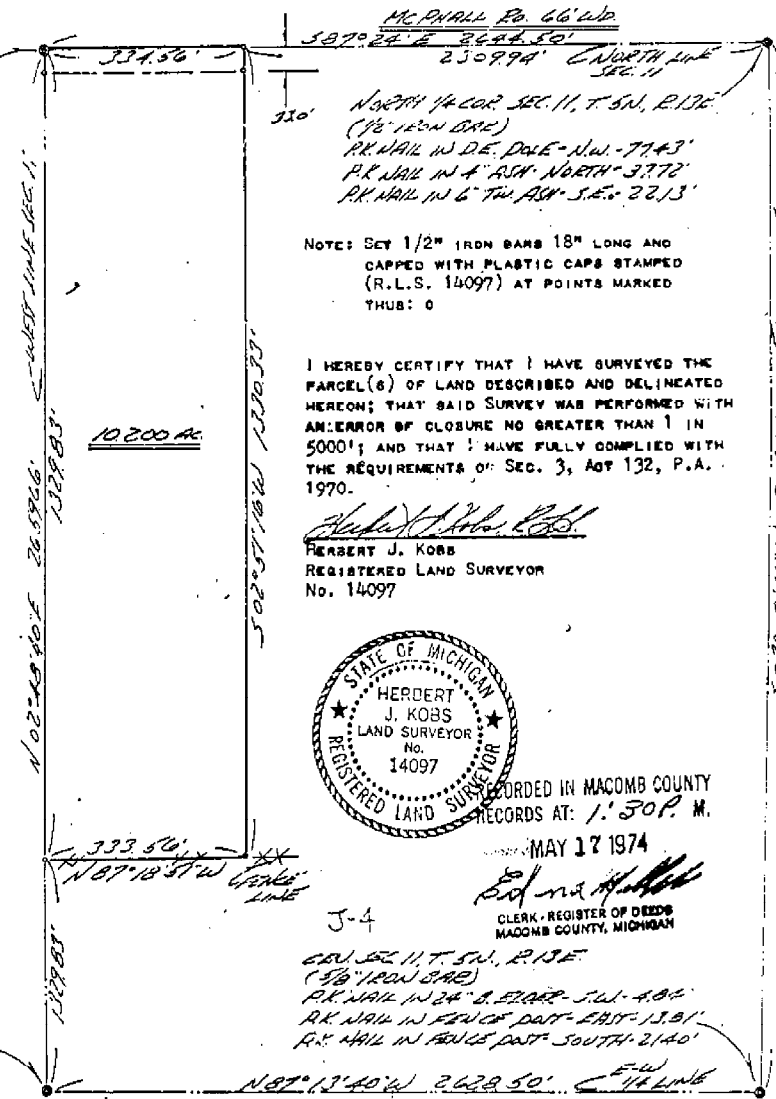 McPHALL RD. 66' WD.
S87°24' E 2644.50'
334.56'
2309.94'
NORTH LINE
SEC. 11
33.0'
NORTH 1/4 COR. SEC. 11, T. 5N., R.13E
(1/2" IRON BAR)
P.K. NAIL IN D.E. POLE - N.W. - 77.43'
P.K. NAIL IN 4" ASH - NORTH - 37.72'
P.K. NAIL IN 6" TW. ASH - S.E. - 22.13'
NOTE: SET 1/2" IRON BARS 18" LONG AND
CAPPED WITH PLASTIC CAPS STAMPED
(R.L.S. 14097) AT POINTS MARKED
THUS: O
WEST LINE SEC. 11
I HEREBY CERTIFY THAT I HAVE SURVEYED THE
PARCEL(S) OF LAND DESCRIBED AND DELINEATED
HEREON; THAT SAID SURVEY WAS PERFORMED WITH
AN ERROR OF CLOSURE NO GREATER THAN 1 IN
5000'; AND THAT I HAVE FULLY COMPLIED WITH
THE REQUIREMENTS OF SEC. 3, ACT 132, P.A.
1970.
10.200 AC.
1329.83'
N 02°48'40" E 2659.66'
S 02°51'16" W 1330.33'
Herbert J. Kobs R.L.S.
HERBERT J. KOBS
REGISTERED LAND SURVEYOR
No. 14097
STATE OF MICHIGAN
HERBERT
J. KOBS
LAND SURVEYOR
No.
14097
REGISTERED LAND SURVEYOR
RECORDED IN MACOMB COUNTY
RECORDS AT: 1:30 P. M.
MAY 17 1974
CLERK - REGISTER OF DEEDS
MACOMB COUNTY, MICHIGAN
333.56'
N87°18'51"W
FENCE
LINE
J-4
1329.83'
CEN. SEC. 11, T. 5N., R.13E
(5/8" IRON BAR)
P.K. NAIL IN 24" B. ELDER - S.W. - 4.84'
P.K. NAIL IN FENCE POST - EAST - 13.81'
P.K. NAIL IN FENCE POST - SOUTH - 21.40'
N87°13'40"W 2628.50'
E-W
1/4 LINE